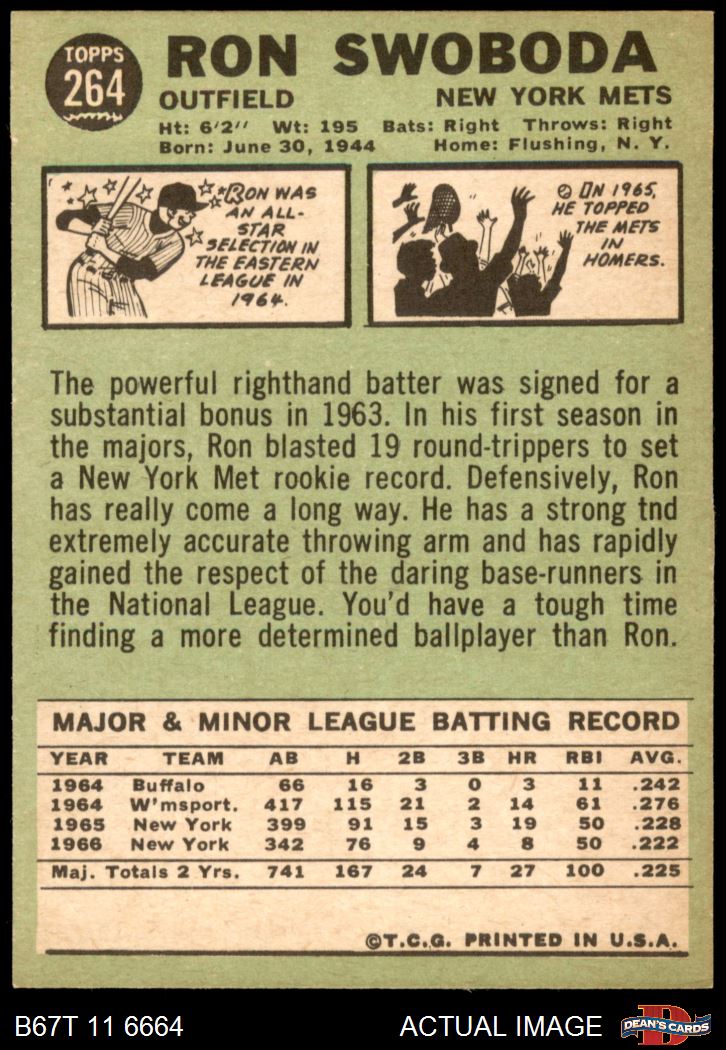 TOPPS
264
RON SWOBODA
OUTFIELD NEW YORK METS
Ht: 6'2" Wt: 195 Bats: Right Throws: Right
Born: June 30, 1944 Home: Flushing, N. Y.
RON WAS
AN ALL-
STAR
SELECTION IN
THE EASTERN
LEAGUE IN
1964.
ON 1965,
HE TOPPED
THE METS
IN
HOMERS.
The powerful righthand batter was signed for a
substantial bonus in 1963. In his first season in
the majors, Ron blasted 19 round-trippers to set
a New York Met rookie record. Defensively, Ron
has really come a long way. He has a strong tnd
extremely accurate throwing arm and has rapidly
gained the respect of the daring base-runners in
the National League. You'd have a tough time
finding a more determined ballplayer than Ron.
MAJOR & MINOR LEAGUE BATTING RECORD
YEAR TEAM AB H 2B 3B HR RBI AVG.
1964 Buffalo 66 16 3 0 3 11 .242
1964 W'msport. 417 115 21 2 14 61 .276
1965 New York 399 91 15 3 19 50 .228
1966 New York 342 76 9 4 8 50 .222
Maj. Totals 2 Yrs. 741 167 24 7 27 100 .225
©T.C.G. PRINTED IN U.S.A.
B67T 11 6664 ACTUAL IMAGE
D
DEAN'S CARDS